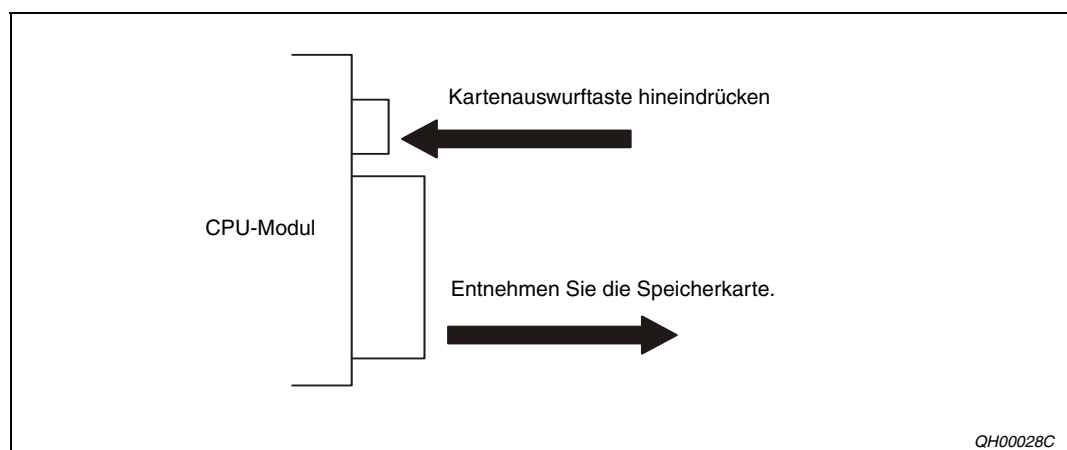 Kartenauswurftaste hineindrücken
CPU-Modul
Entnehmen Sie die Speicherkarte.
QH00028C